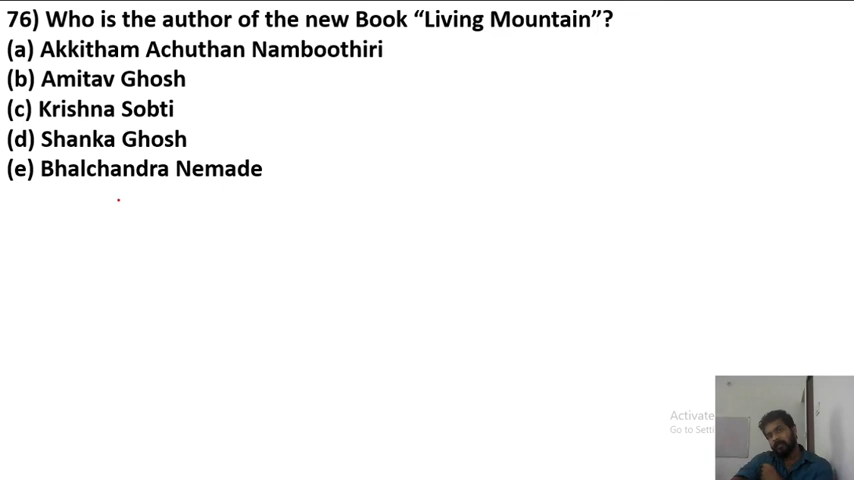 76) Who is the author of the new Book “Living Mountain”?
(a) Akkitham Achuthan Namboothiri
(b) Amitav Ghosh
(c) Krishna Sobti
(d) Shanka Ghosh
(e) Bhalchandra Nemade
Activate
Go to Setti